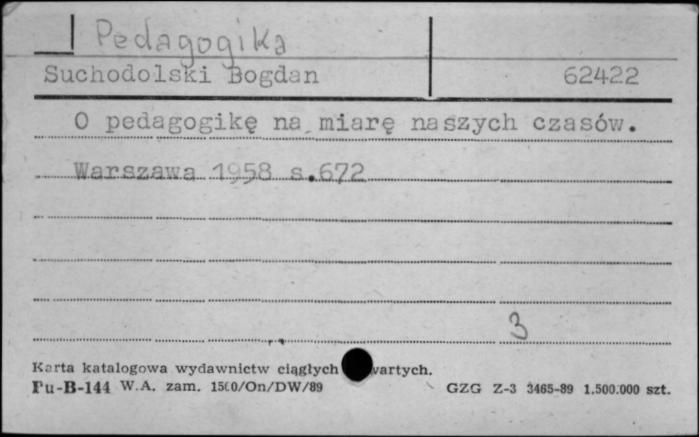 Pedagogika
Suchodolski Bogdan 62422
O pedagogikę na miarę naszych czasów.
Warszawa 1958 s.672
3
Karta katalogowa wydawnictw ciągłych wartych.
Pu-B-144 W.A. zam. 1500/On/DW/89 GZG Z-3 3465-89 1.500.000 szt.